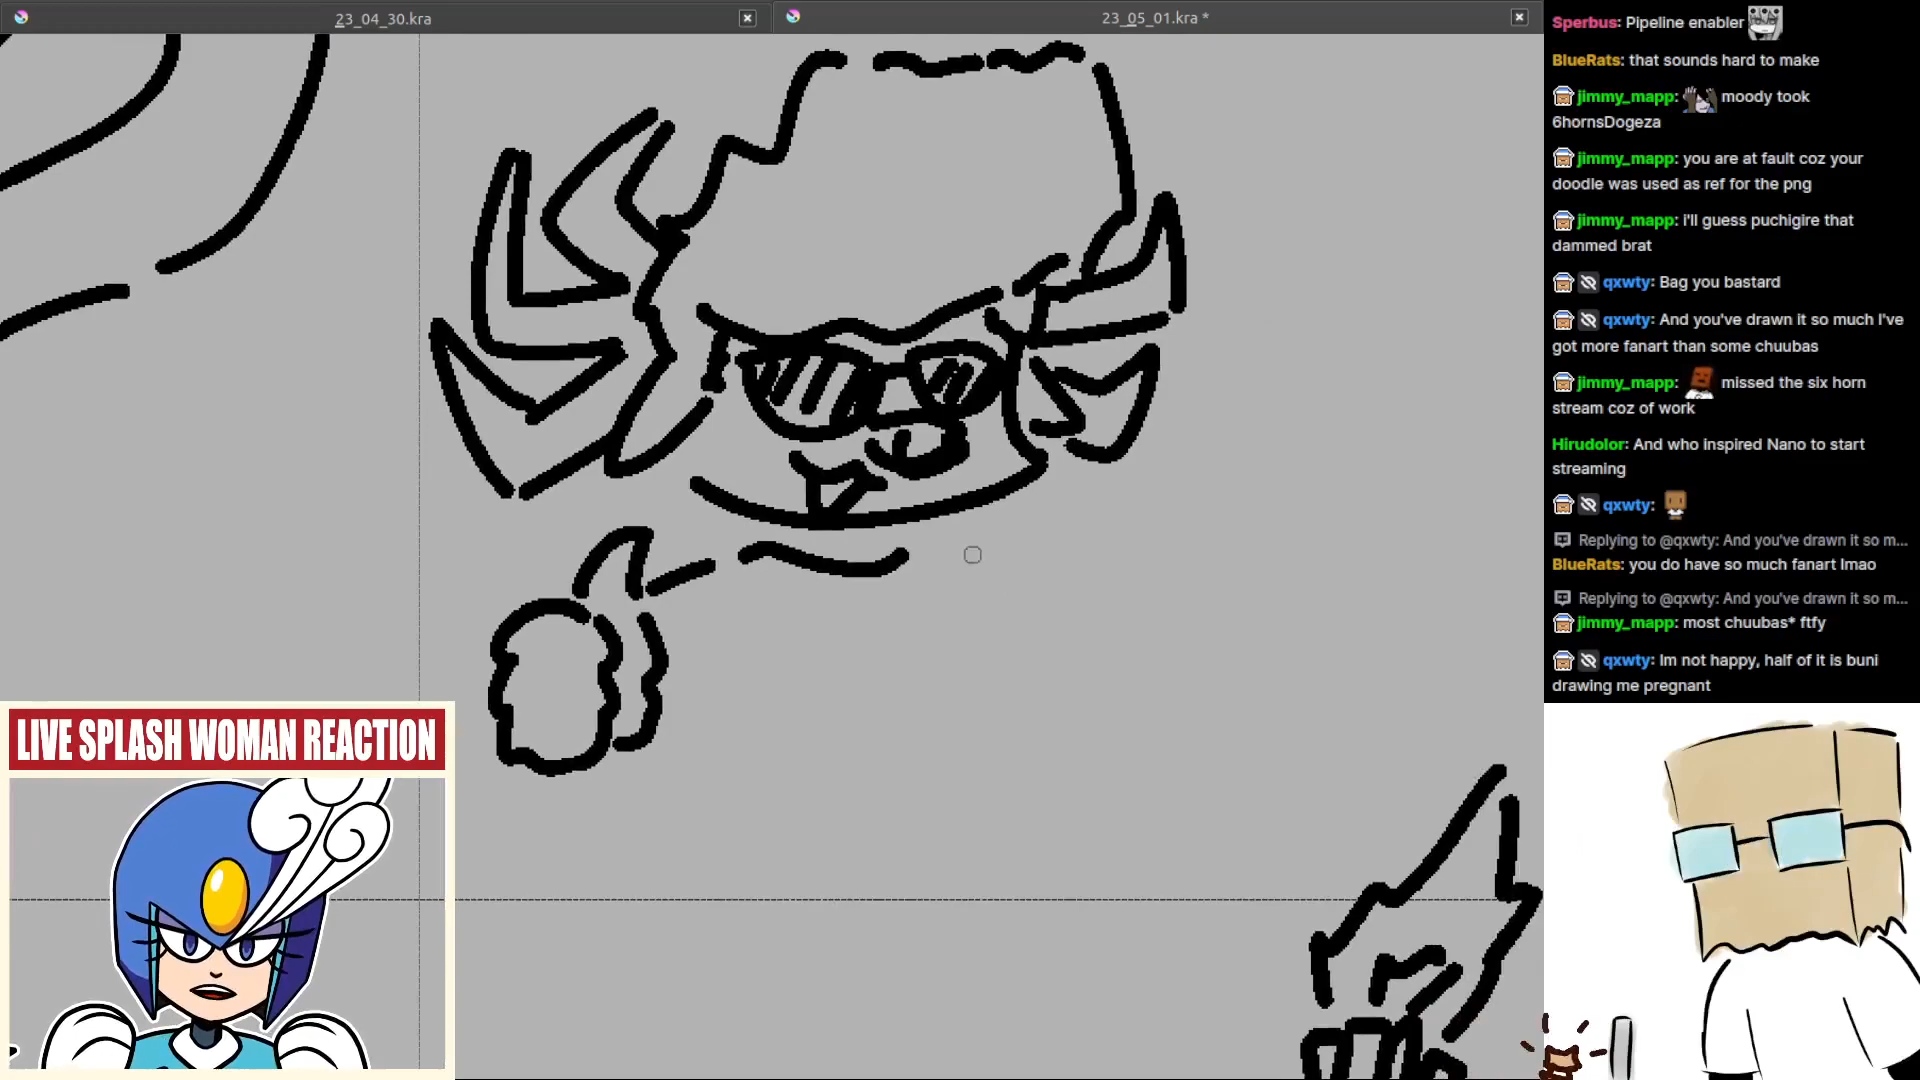 23_04_30.kra
23_05_01.kra *
Sperbus: Pipeline enabler
BlueRats: that sounds hard to make
jimmy_mapp: moody took
6hornsDogeza
jimmy_mapp: you are at fault coz your
doodle was used as ref for the png
jimmy_mapp: i'll guess puchigire that
dammed brat
qxwty: Bag you bastard
qxwty: And you've drawn it so much I've
got more fanart than some chuubas
jimmy_mapp: missed the six horn
stream coz of work
Hirudolor: And who inspired Nano to start
streaming
qxwty:
Replying to @qxwty: And you've drawn it so m...
BlueRats: you do have so much fanart lmao
Replying to @qxwty: And you've drawn it so m...
jimmy_mapp: most chuubas* ftfy
qxwty: Im not happy, half of it is buni
drawing me pregnant
LIVE SPLASH WOMAN REACTION